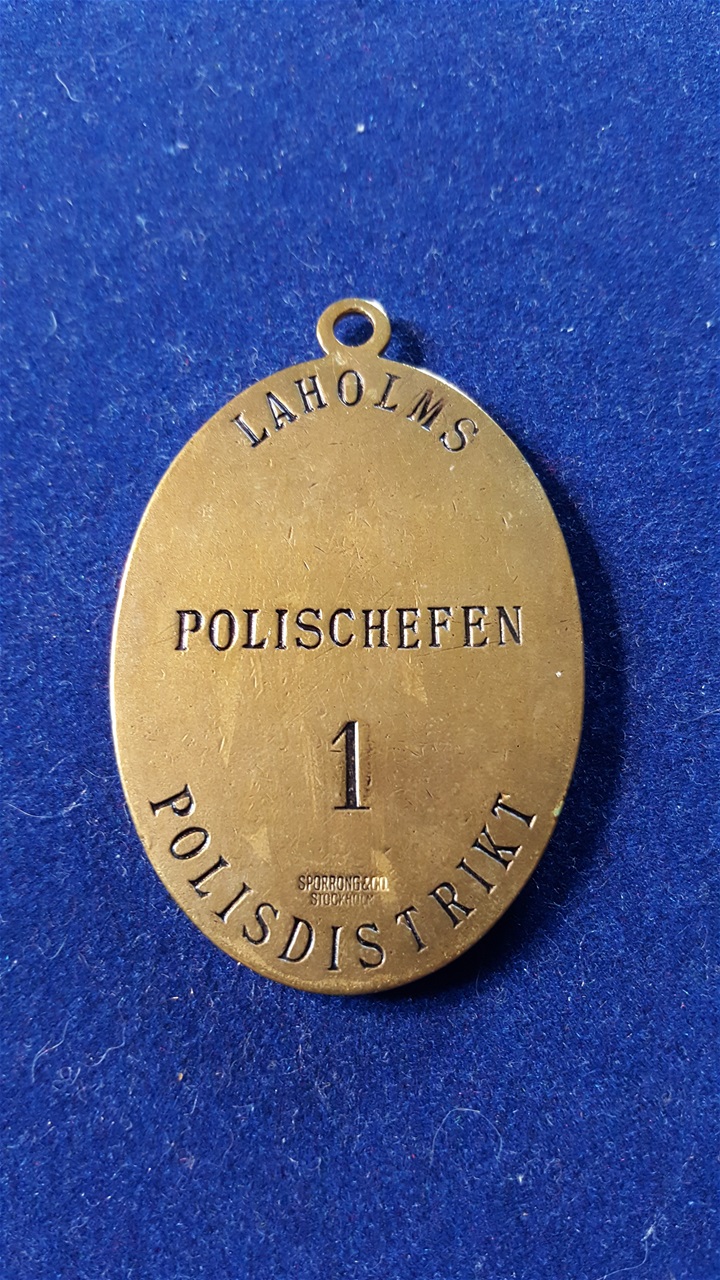 LAHOLMS
POLISCHEFEN
1
SPORRONG & CO.
STOCKHOLM
POLISDISTRIKT